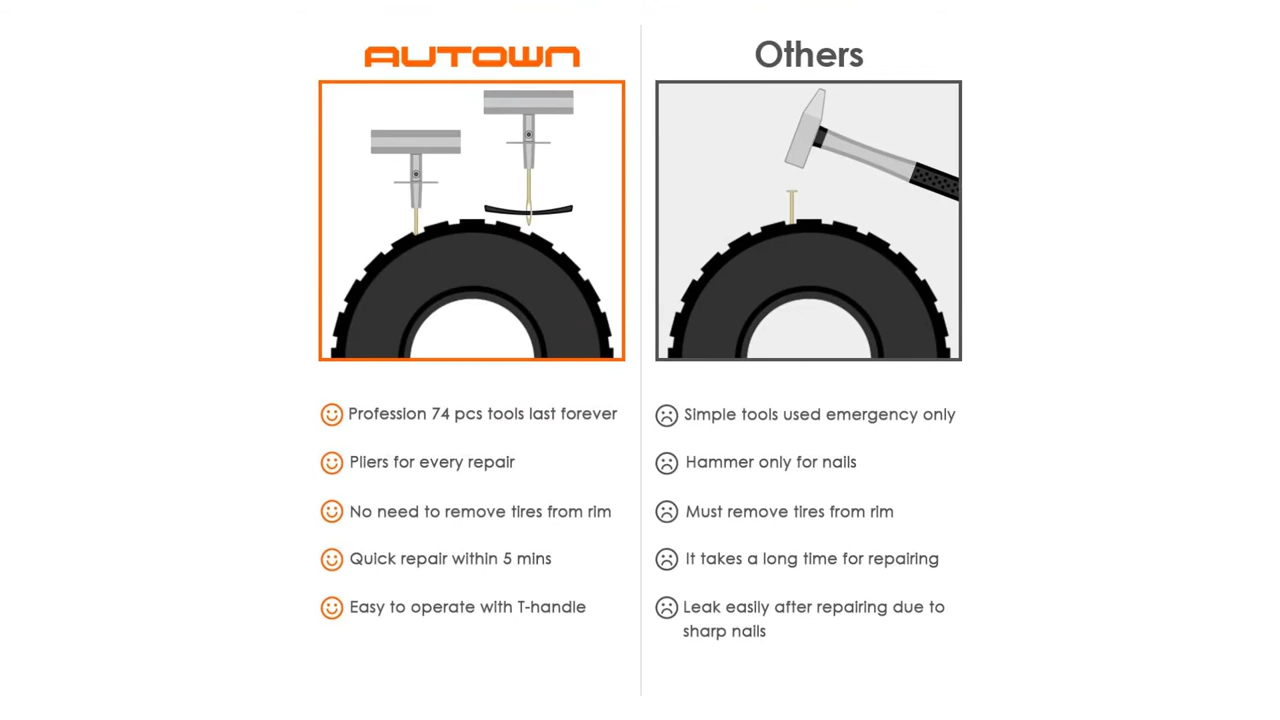 AUTOWN
Others
Profession 74 pcs tools last forever
Pliers for every repair
No need to remove tires from rim
Quick repair within 5 mins
Easy to operate with T-handle
Simple tools used emergency only
Hammer only for nails
Must remove tires from rim
It takes a long time for repairing
Leak easily after repairing due to
sharp nails